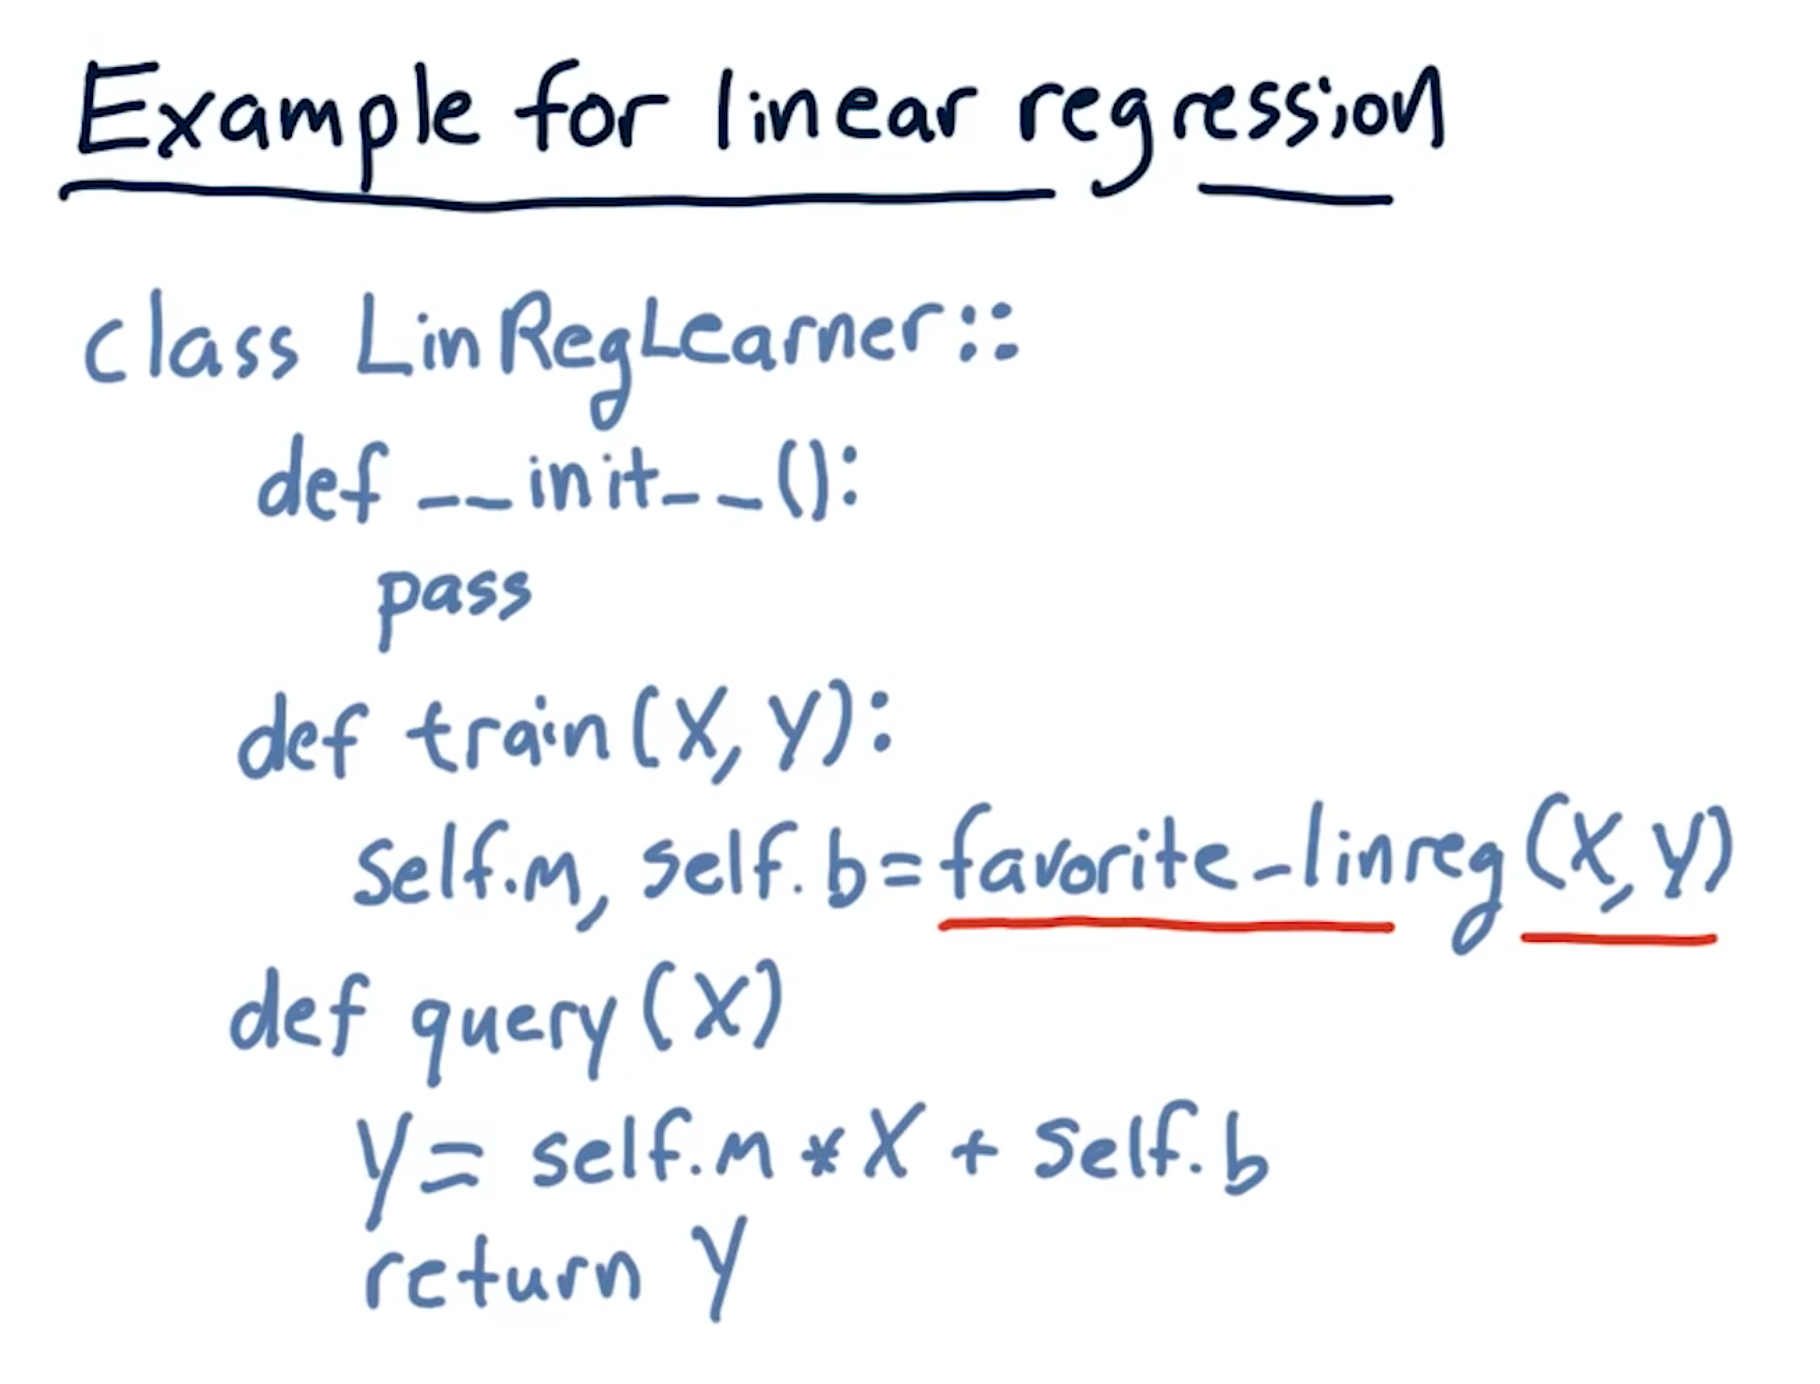 Example for linear regression
class LinRegLearner::
def __init__():
pass
def train(X, Y):
self.m, self.b=favorite_linreg(X, Y)
def query(X)
Y= self.m*X + self.b
return Y